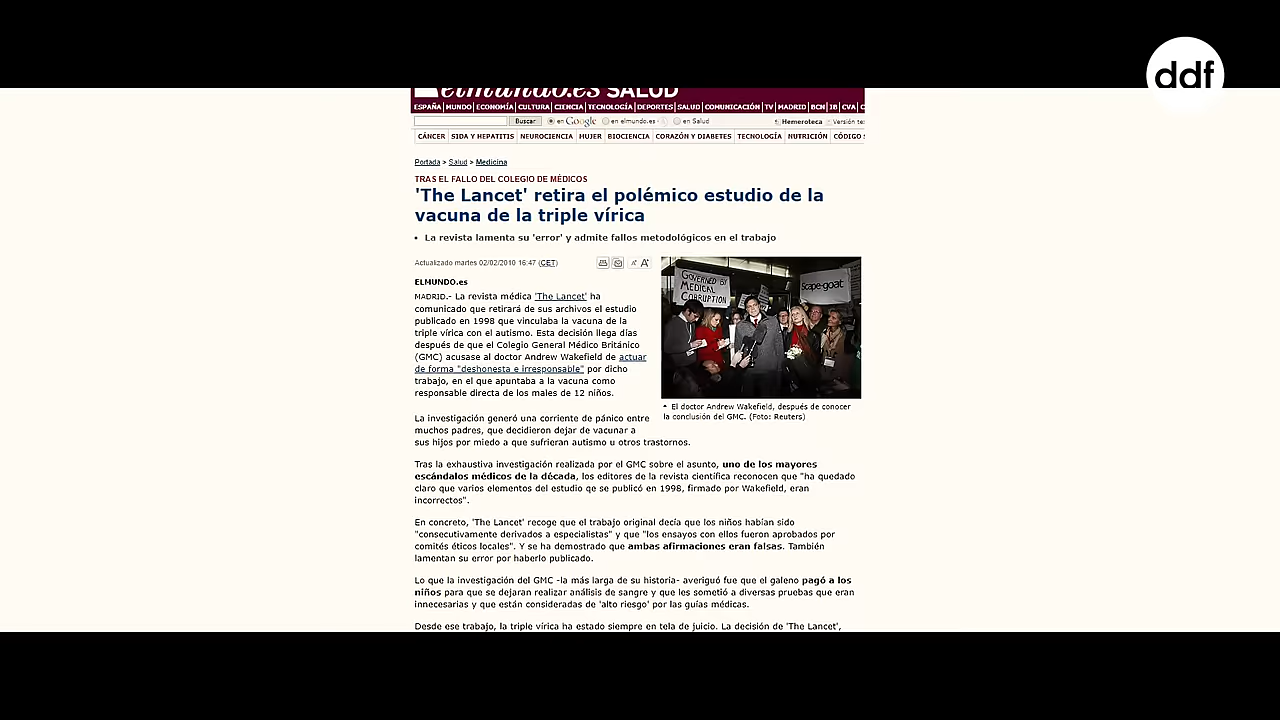 ddf
elmundo.es SALUD
ESPAÑA | MUNDO | ECONOMÍA | CULTURA | CIENCIA | TECNOLOGÍA | DEPORTES | SALUD | COMUNICACIÓN | TV | MADRID | BCN | IB | CVA | C
Buscar en Google en elmundo.es en Salud Hemeroteca Versión te
CÁNCER SIDA Y HEPATITIS NEUROCIENCIA MUJER BIOCIENCIA CORAZÓN Y DIABETES TECNOLOGÍA NUTRICIÓN CÓDIGO
Portada > Salud > Medicina
TRAS EL FALLO DEL COLEGIO DE MÉDICOS
'The Lancet' retira el polémico estudio de la
vacuna de la triple vírica
• La revista lamenta su 'error' y admite fallos metodológicos en el trabajo
Actualizado martes 02/02/2010 16:47 (CET)
A A
ELMUNDO.es
MADRID.- La revista médica 'The Lancet' ha
comunicado que retirará de sus archivos el estudio
publicado en 1998 que vinculaba la vacuna de la
triple vírica con el autismo. Esta decisión llega días
después de que el Colegio General Médico Británico
(GMC) acusase al doctor Andrew Wakefield de actuar
de forma "deshonesta e irresponsable" por dicho
trabajo, en el que apuntaba a la vacuna como
responsable directa de los males de 12 niños.
GOVERNED BY
MEDICAL
CORRUPTION
Scape-goat
El doctor Andrew Wakefield, después de conocer
la conclusión del GMC. (Foto: Reuters)
La investigación generó una corriente de pánico entre
muchos padres, que decidieron dejar de vacunar a
sus hijos por miedo a que sufrieran autismo u otros trastornos.
Tras la exhaustiva investigación realizada por el GMC sobre el asunto, uno de los mayores
escándalos médicos de la década, los editores de la revista científica reconocen que "ha quedado
claro que varios elementos del estudio qe se publicó en 1998, firmado por Wakefield, eran
incorrectos".
En concreto, 'The Lancet' recoge que el trabajo original decía que los niños habían sido
"consecutivamente derivados a especialistas" y que "los ensayos con ellos fueron aprobados por
comités éticos locales". Y se ha demostrado que ambas afirmaciones eran falsas. También
lamentan su error por haberlo publicado.
Lo que la investigación del GMC -la más larga de su historia- averiguó fue que el galeno pagó a los
niños para que se dejaran realizar análisis de sangre y que les sometió a diversas pruebas que eran
innecesarias y que están consideradas de 'alto riesgo' por las guías médicas.
Desde ese trabajo, la triple vírica ha estado siempre en tela de juicio. La decisión de 'The Lancet',